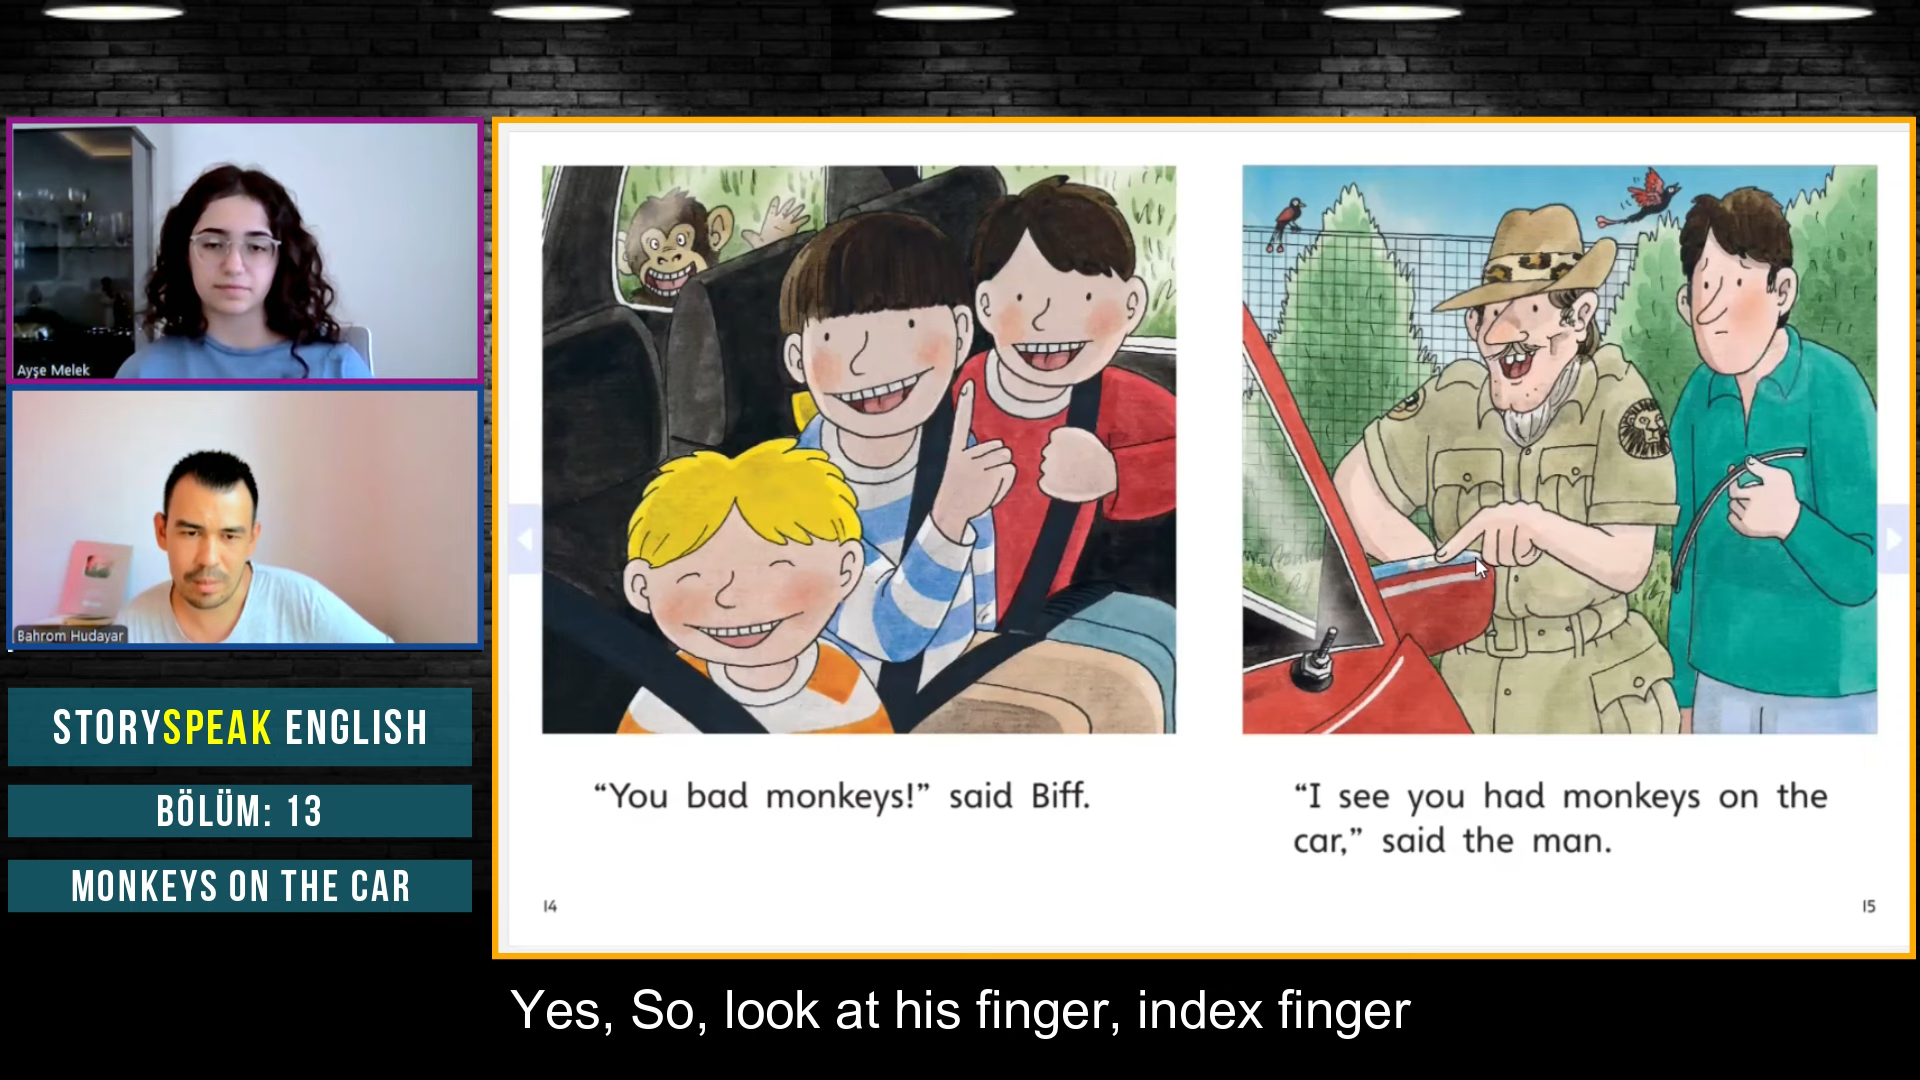 Ayşe Melek
Bahrom Hudayar
STORYSPEAK ENGLISH
BÖLÜM: 13
MONKEYS ON THE CAR
“You bad monkeys!” said Biff.
14
“I see you had monkeys on the
car,” said the man.
15
Yes, So, look at his finger, index finger